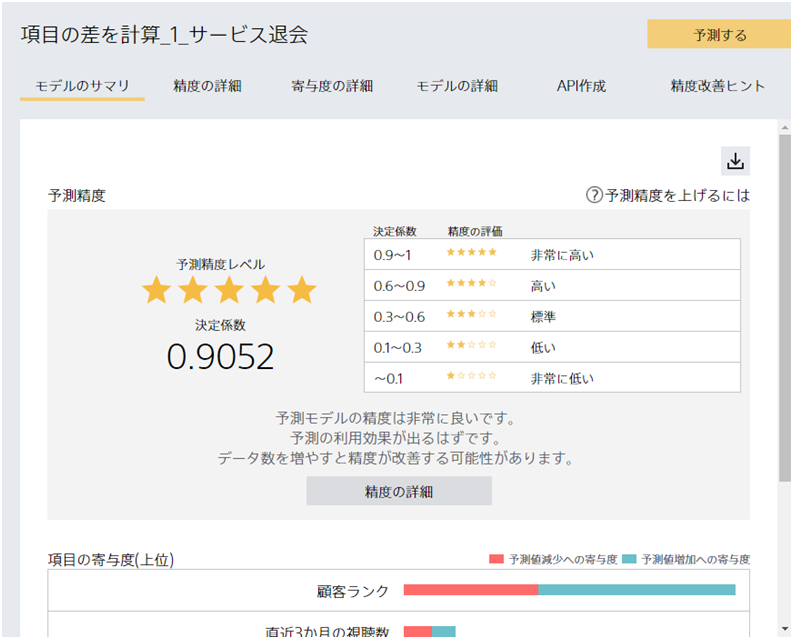 項目の差を計算_1_サービス退会
予測する
モデルのサマリ 精度の詳細 寄与度の詳細 モデルの詳細 API作成 精度改善ヒント
予測精度
?予測精度を上げるには
予測精度レベル
決定係数
0.9052
決定係数 精度の評価
0.9～1 ★★★★★ 非常に高い
0.6～0.9 ★★★★☆ 高い
0.3～0.6 ★★★☆☆ 標準
0.1～0.3 ★★☆☆☆ 低い
～0.1 ★☆☆☆☆ 非常に低い
予測モデルの精度は非常に良いです。
予測の利用効果が出るはずです。
データ数を増やすと精度が改善する可能性があります。
精度の詳細
項目の寄与度(上位)
予測値減少への寄与度 予測値増加への寄与度
顧客ランク
直近3か月の視聴数